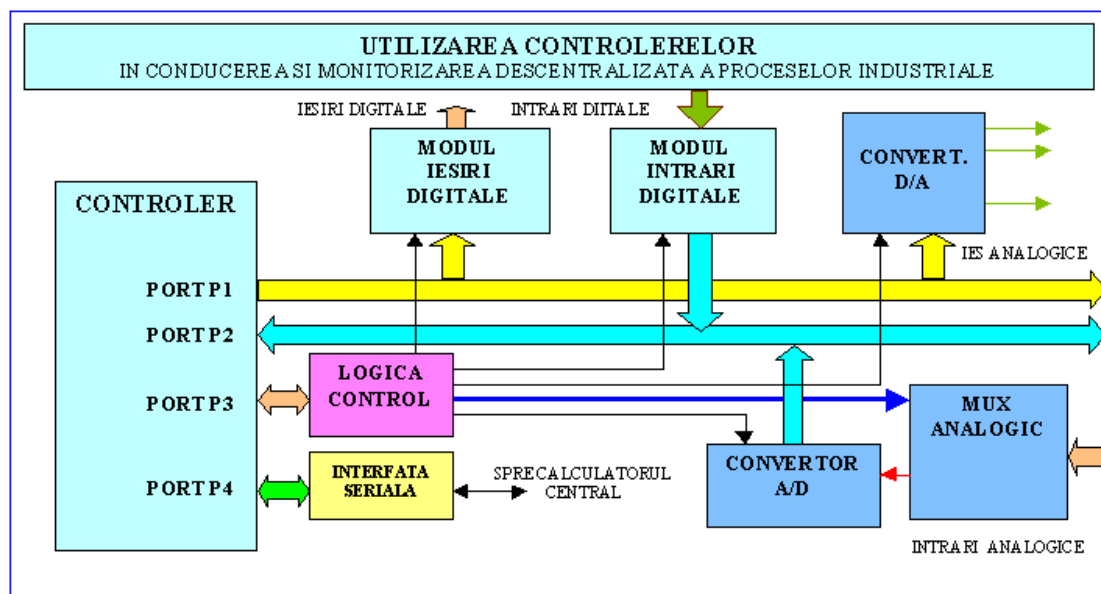 UTILIZAREA CONTROLERELOR
IN CONDUCEREA SI MONITORIZAREA DESCENTRALIZATA A PROCESELOR INDUSTRIALE
IESIRI DIGITALE
INTRARI DIITALE
MODUL
IESIRI
DIGITALE
MODUL
INTRARI
DIGITALE
CONVERT.
D/A
IES ANALOGICE
CONTROLER
PORT P1
PORT P2
PORT P3
PORT P4
LOGICA
CONTROL
INTERFATA
SERIALA
SPRE CALCULATORUL
CENTRAL
CONVERTOR
A/D
MUX
ANALOGIC
INTRARI ANALOGICE